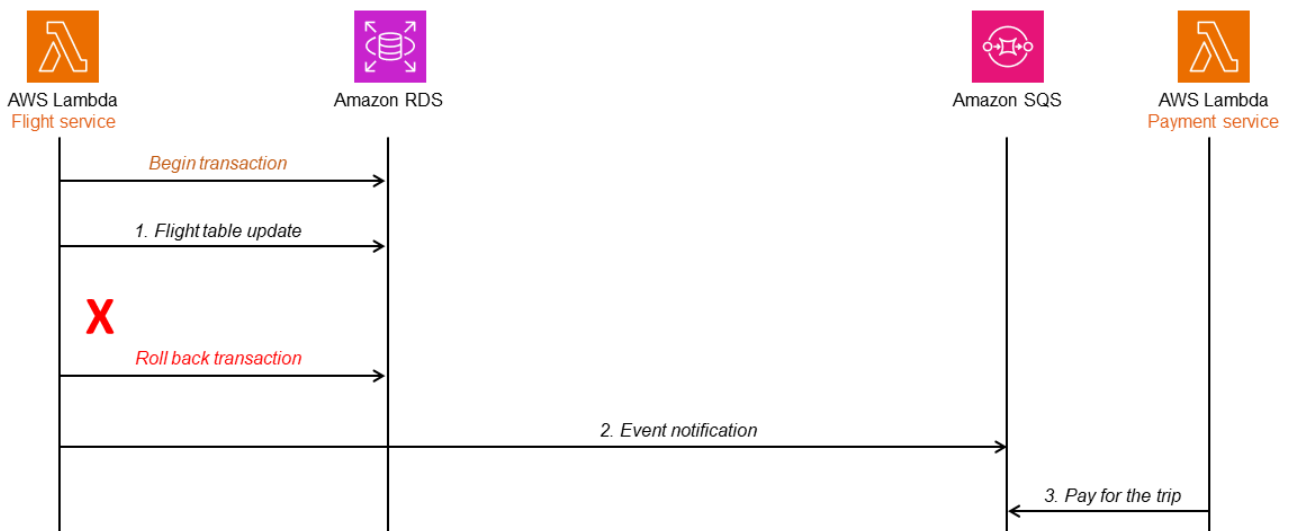 AWS Lambda
Flight service
Amazon RDS
Amazon SQS
AWS Lambda
Payment service
Begin transaction
1. Flight table update
X
Roll back transaction
2. Event notification
3. Pay for the trip